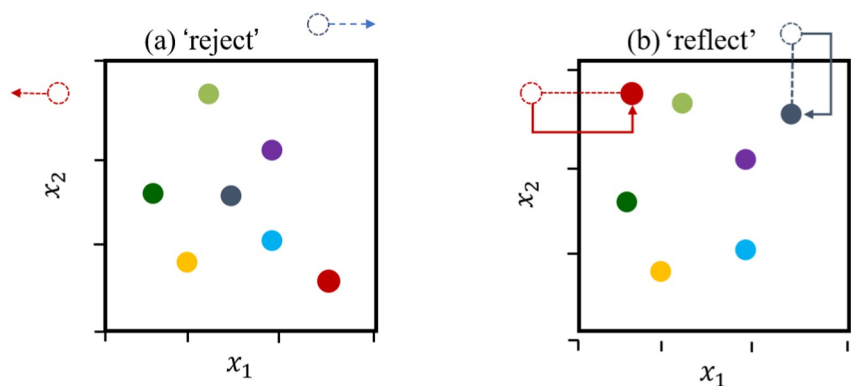 (a) ‘reject’
(b) ‘reflect’
x₂
x₂
x₁
x₁